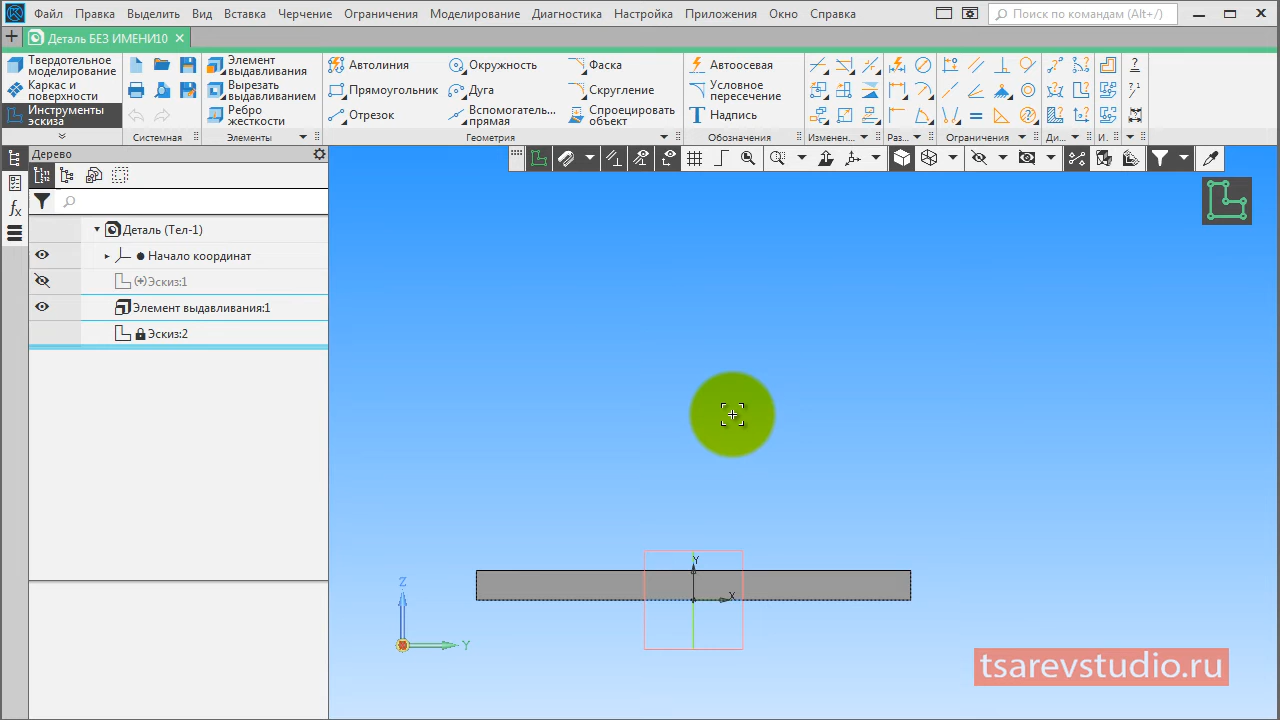 Файл Правка Выделить Вид Вставка Черчение Ограничения Моделирование Диагностика Настройка Приложения Окно Справка Поиск по командам (Alt+/)
Деталь БЕЗ ИМЕНИ10
Твердотельное моделирование
Каркас и поверхности
Инструменты эскиза
Системная
Элемент выдавливания
Вырезать выдавливанием
Ребро жесткости
Элементы
Автолиния Окружность Фаска
Прямоугольник Дуга Скругление
Отрезок Вспомогатель... прямая Спроецировать объект
Геометрия
Автоосевая
Условное пересечение
Надпись
Обозначения
Изменен... Раз... Ограничения Ди... И.
Дерево
Деталь (Тел-1)
Начало координат
(+)Эскиз:1
Элемент выдавливания:1
Эскиз:2
Y
X
Z
Y
tsarevstudio.ru